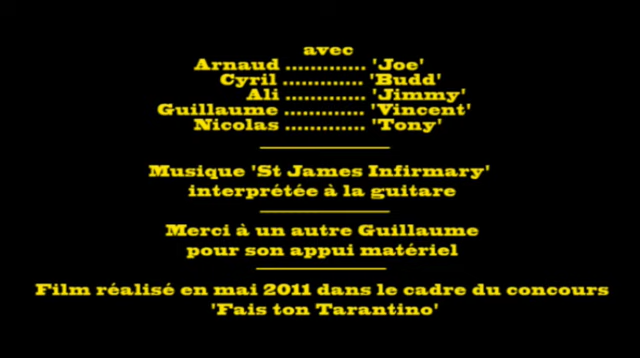 avec
Arnaud ............. 'Joe'
Cyril ............. 'Budd'
Ali ............. 'Jimmy'
Guillaume ............. 'Vincent'
Nicolas ............. 'Tony'
Musique 'St James Infirmary'
interprétée à la guitare
Merci à un autre Guillaume
pour son appui matériel
Film réalisé en mai 2011 dans le cadre du concours
'Fais ton Tarantino'